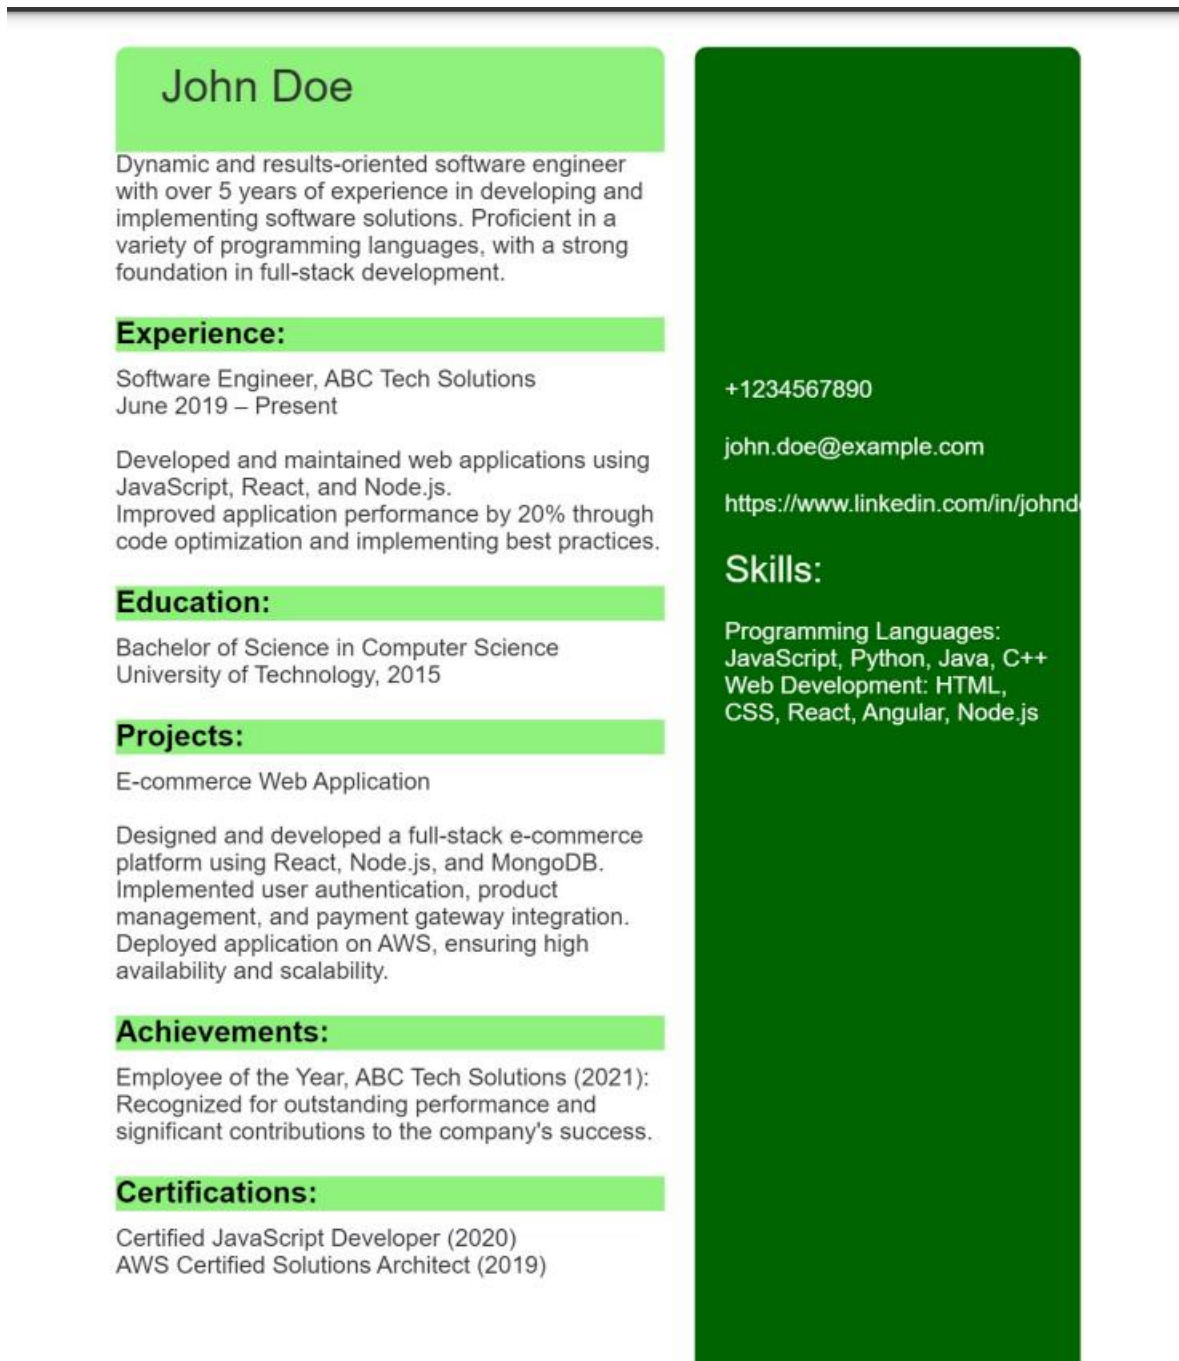 John Doe
Dynamic and results-oriented software engineer
with over 5 years of experience in developing and
implementing software solutions. Proficient in a
variety of programming languages, with a strong
foundation in full-stack development.
Experience:
Software Engineer, ABC Tech Solutions
June 2019 – Present
Developed and maintained web applications using
JavaScript, React, and Node.js.
Improved application performance by 20% through
code optimization and implementing best practices.
Education:
Bachelor of Science in Computer Science
University of Technology, 2015
Projects:
E-commerce Web Application
Designed and developed a full-stack e-commerce
platform using React, Node.js, and MongoDB.
Implemented user authentication, product
management, and payment gateway integration.
Deployed application on AWS, ensuring high
availability and scalability.
Achievements:
Employee of the Year, ABC Tech Solutions (2021):
Recognized for outstanding performance and
significant contributions to the company's success.
Certifications:
Certified JavaScript Developer (2020)
AWS Certified Solutions Architect (2019)
+1234567890
john.doe@example.com
https://www.linkedin.com/in/johnd
Skills:
Programming Languages:
JavaScript, Python, Java, C++
Web Development: HTML,
CSS, React, Angular, Node.js